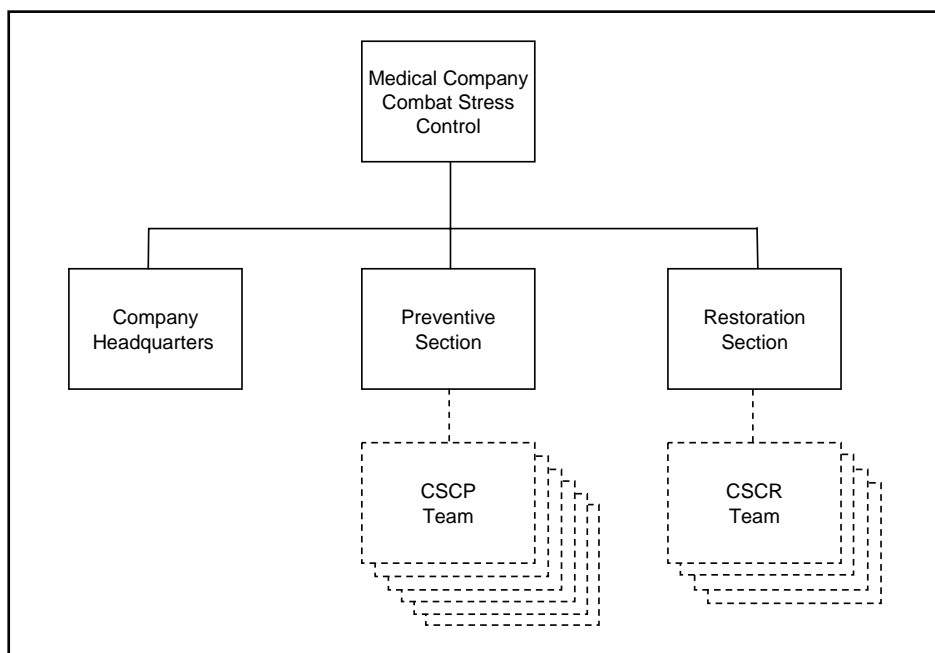 Medical Company
Combat Stress
Control
Company
Headquarters
Preventive
Section
Restoration
Section
CSCP
Team
CSCR
Team